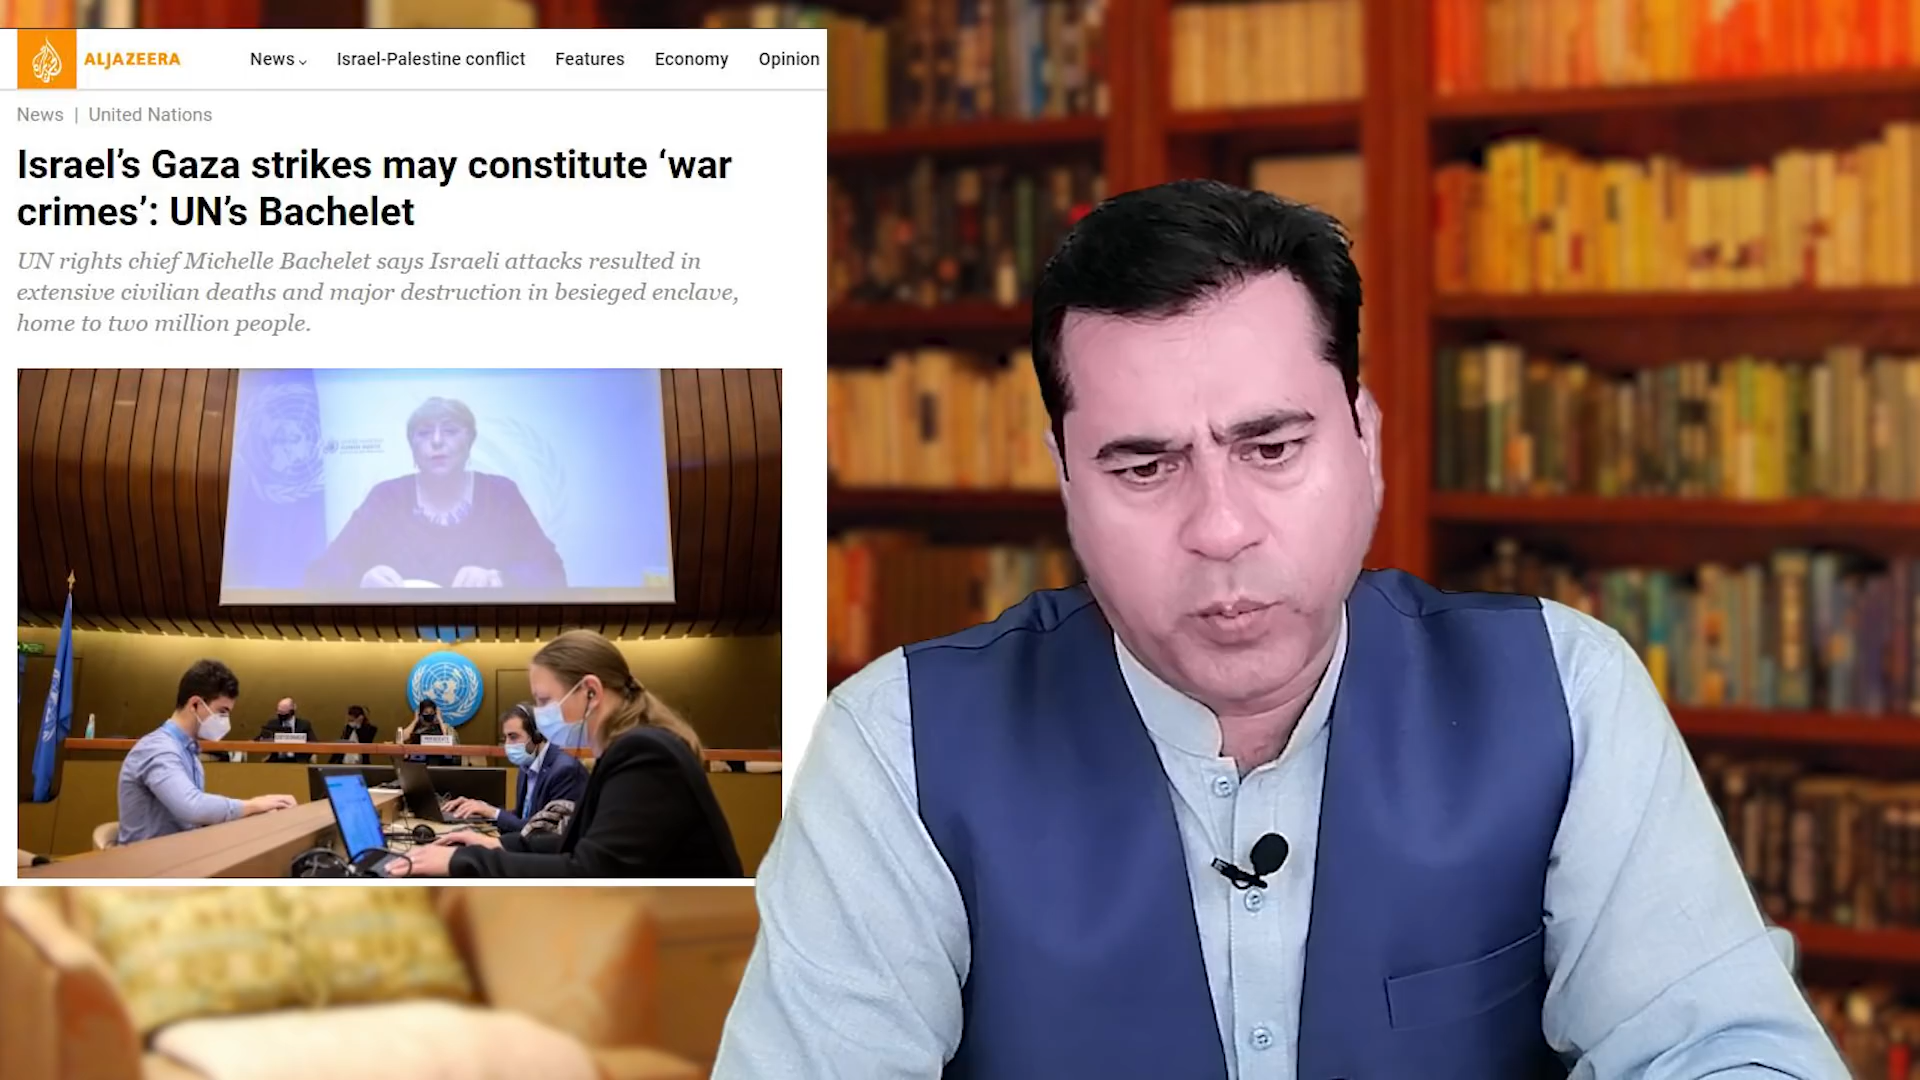 ALJAZEERA
News Israel-Palestine conflict Features Economy Opinion
News | United Nations
Israel’s Gaza strikes may constitute ‘war
crimes’: UN’s Bachelet
UN rights chief Michelle Bachelet says Israeli attacks resulted in
extensive civilian deaths and major destruction in besieged enclave,
home to two million people.